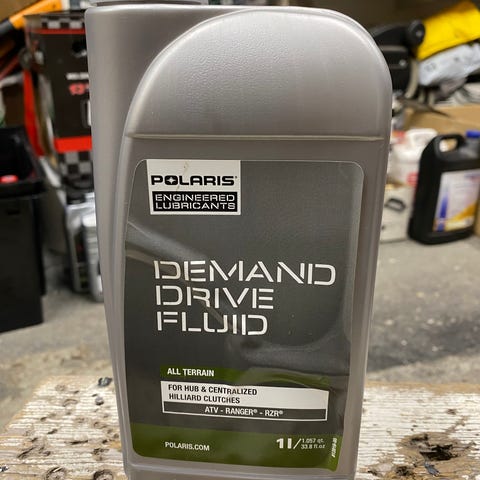 POLARIS®
ENGINEERED
LUBRICANTS
DEMAND
DRIVE
FLUID
ALL TERRAIN
FOR HUB & CENTRALIZED
HILLIARD CLUTCHES
ATV - RANGER® - RZR®
POLARIS.COM
1l/ 1.057 qt.
33.8 fl oz